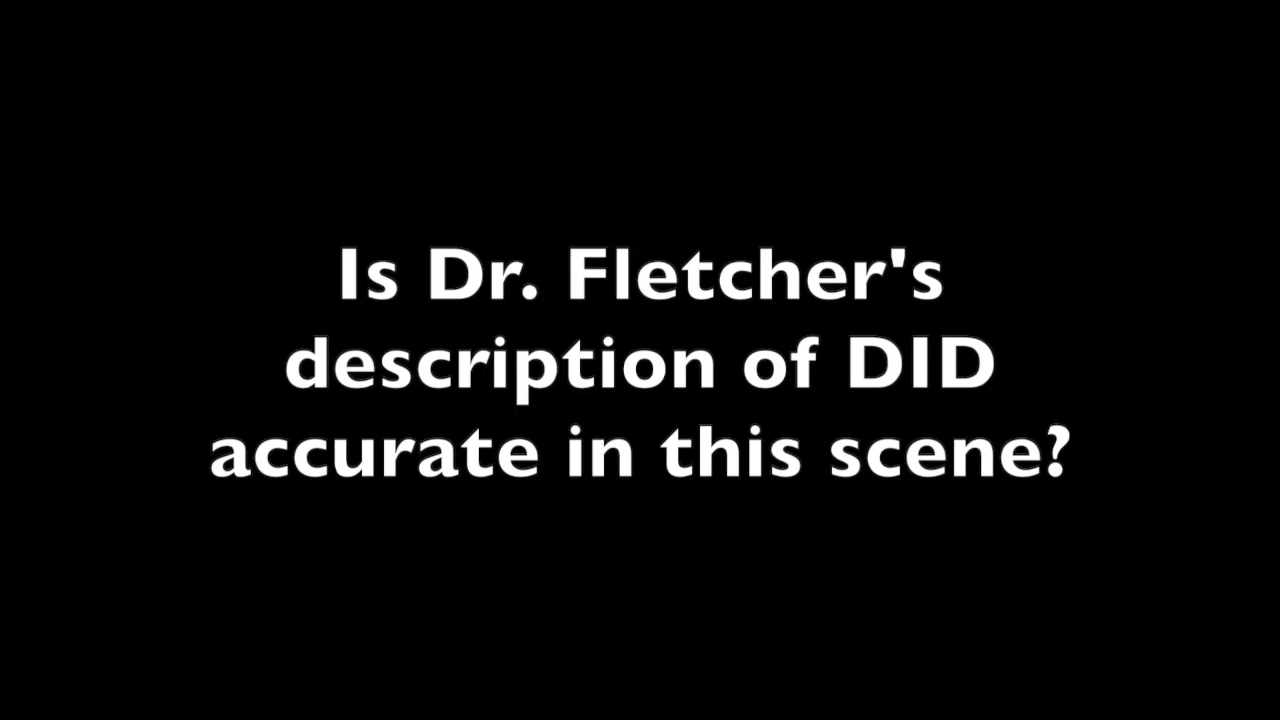 Is Dr. Fletcher's
description of DID
accurate in this scene?